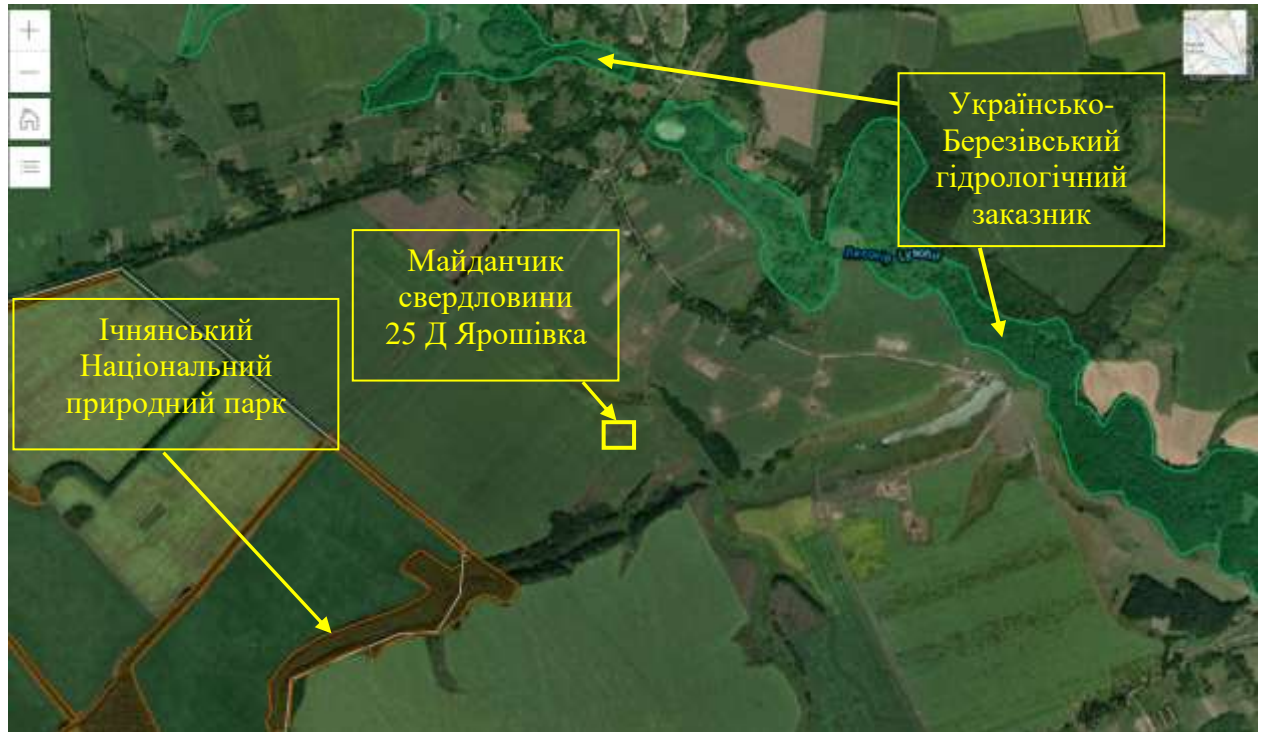 Українсько-
Березівський
гідрологічний
заказник
Майданчик
свердловини
25 Д Ярошівка
Ічнянський
Національний
природний парк